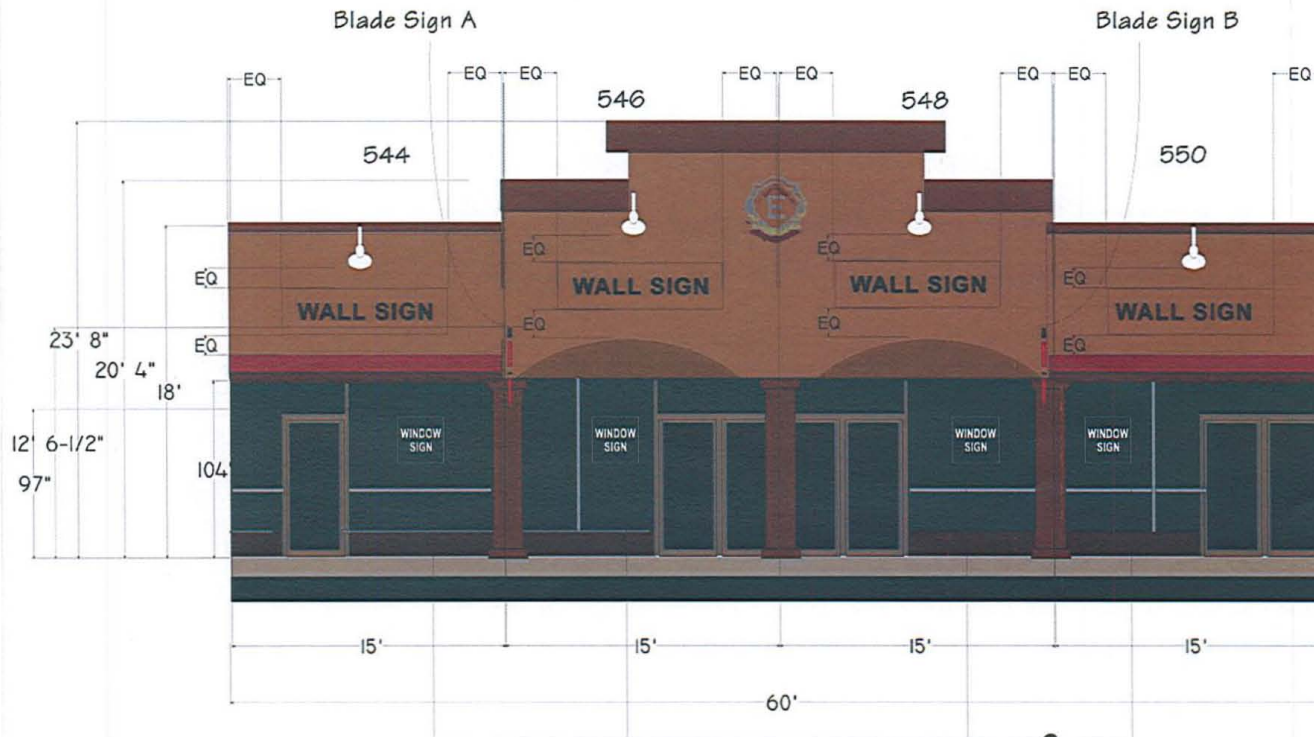 Blade Sign A
Blade Sign B
EQ EQ EQ EQ EQ EQ EQ EQ
546 548
544 550
E
EQ EQ
EQ EQ
WALL SIGN WALL SIGN
WALL SIGN WALL SIGN
EQ EQ
23' 8"
EQ EQ
20' 4"
18'
12' 6-1/2"
WINDOW SIGN
WINDOW SIGN
WINDOW SIGN
WINDOW SIGN
97"
104
15' 15' 15' 15'
60'